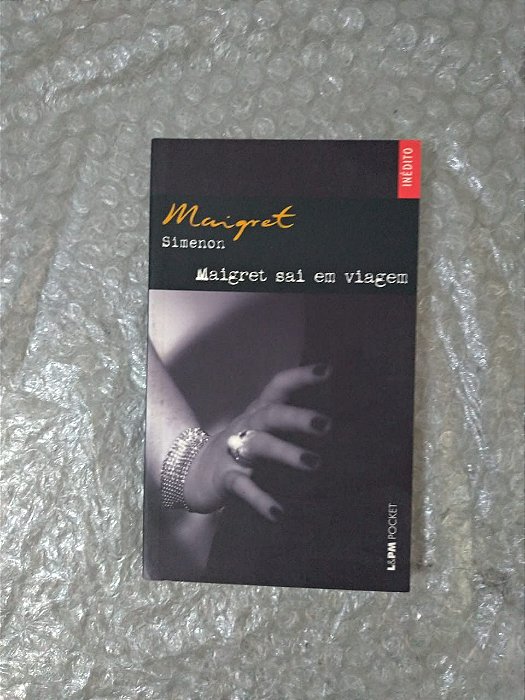 INÉDITO
Maigret
Simenon
Maigret sai em viagem
L&PM POCKET